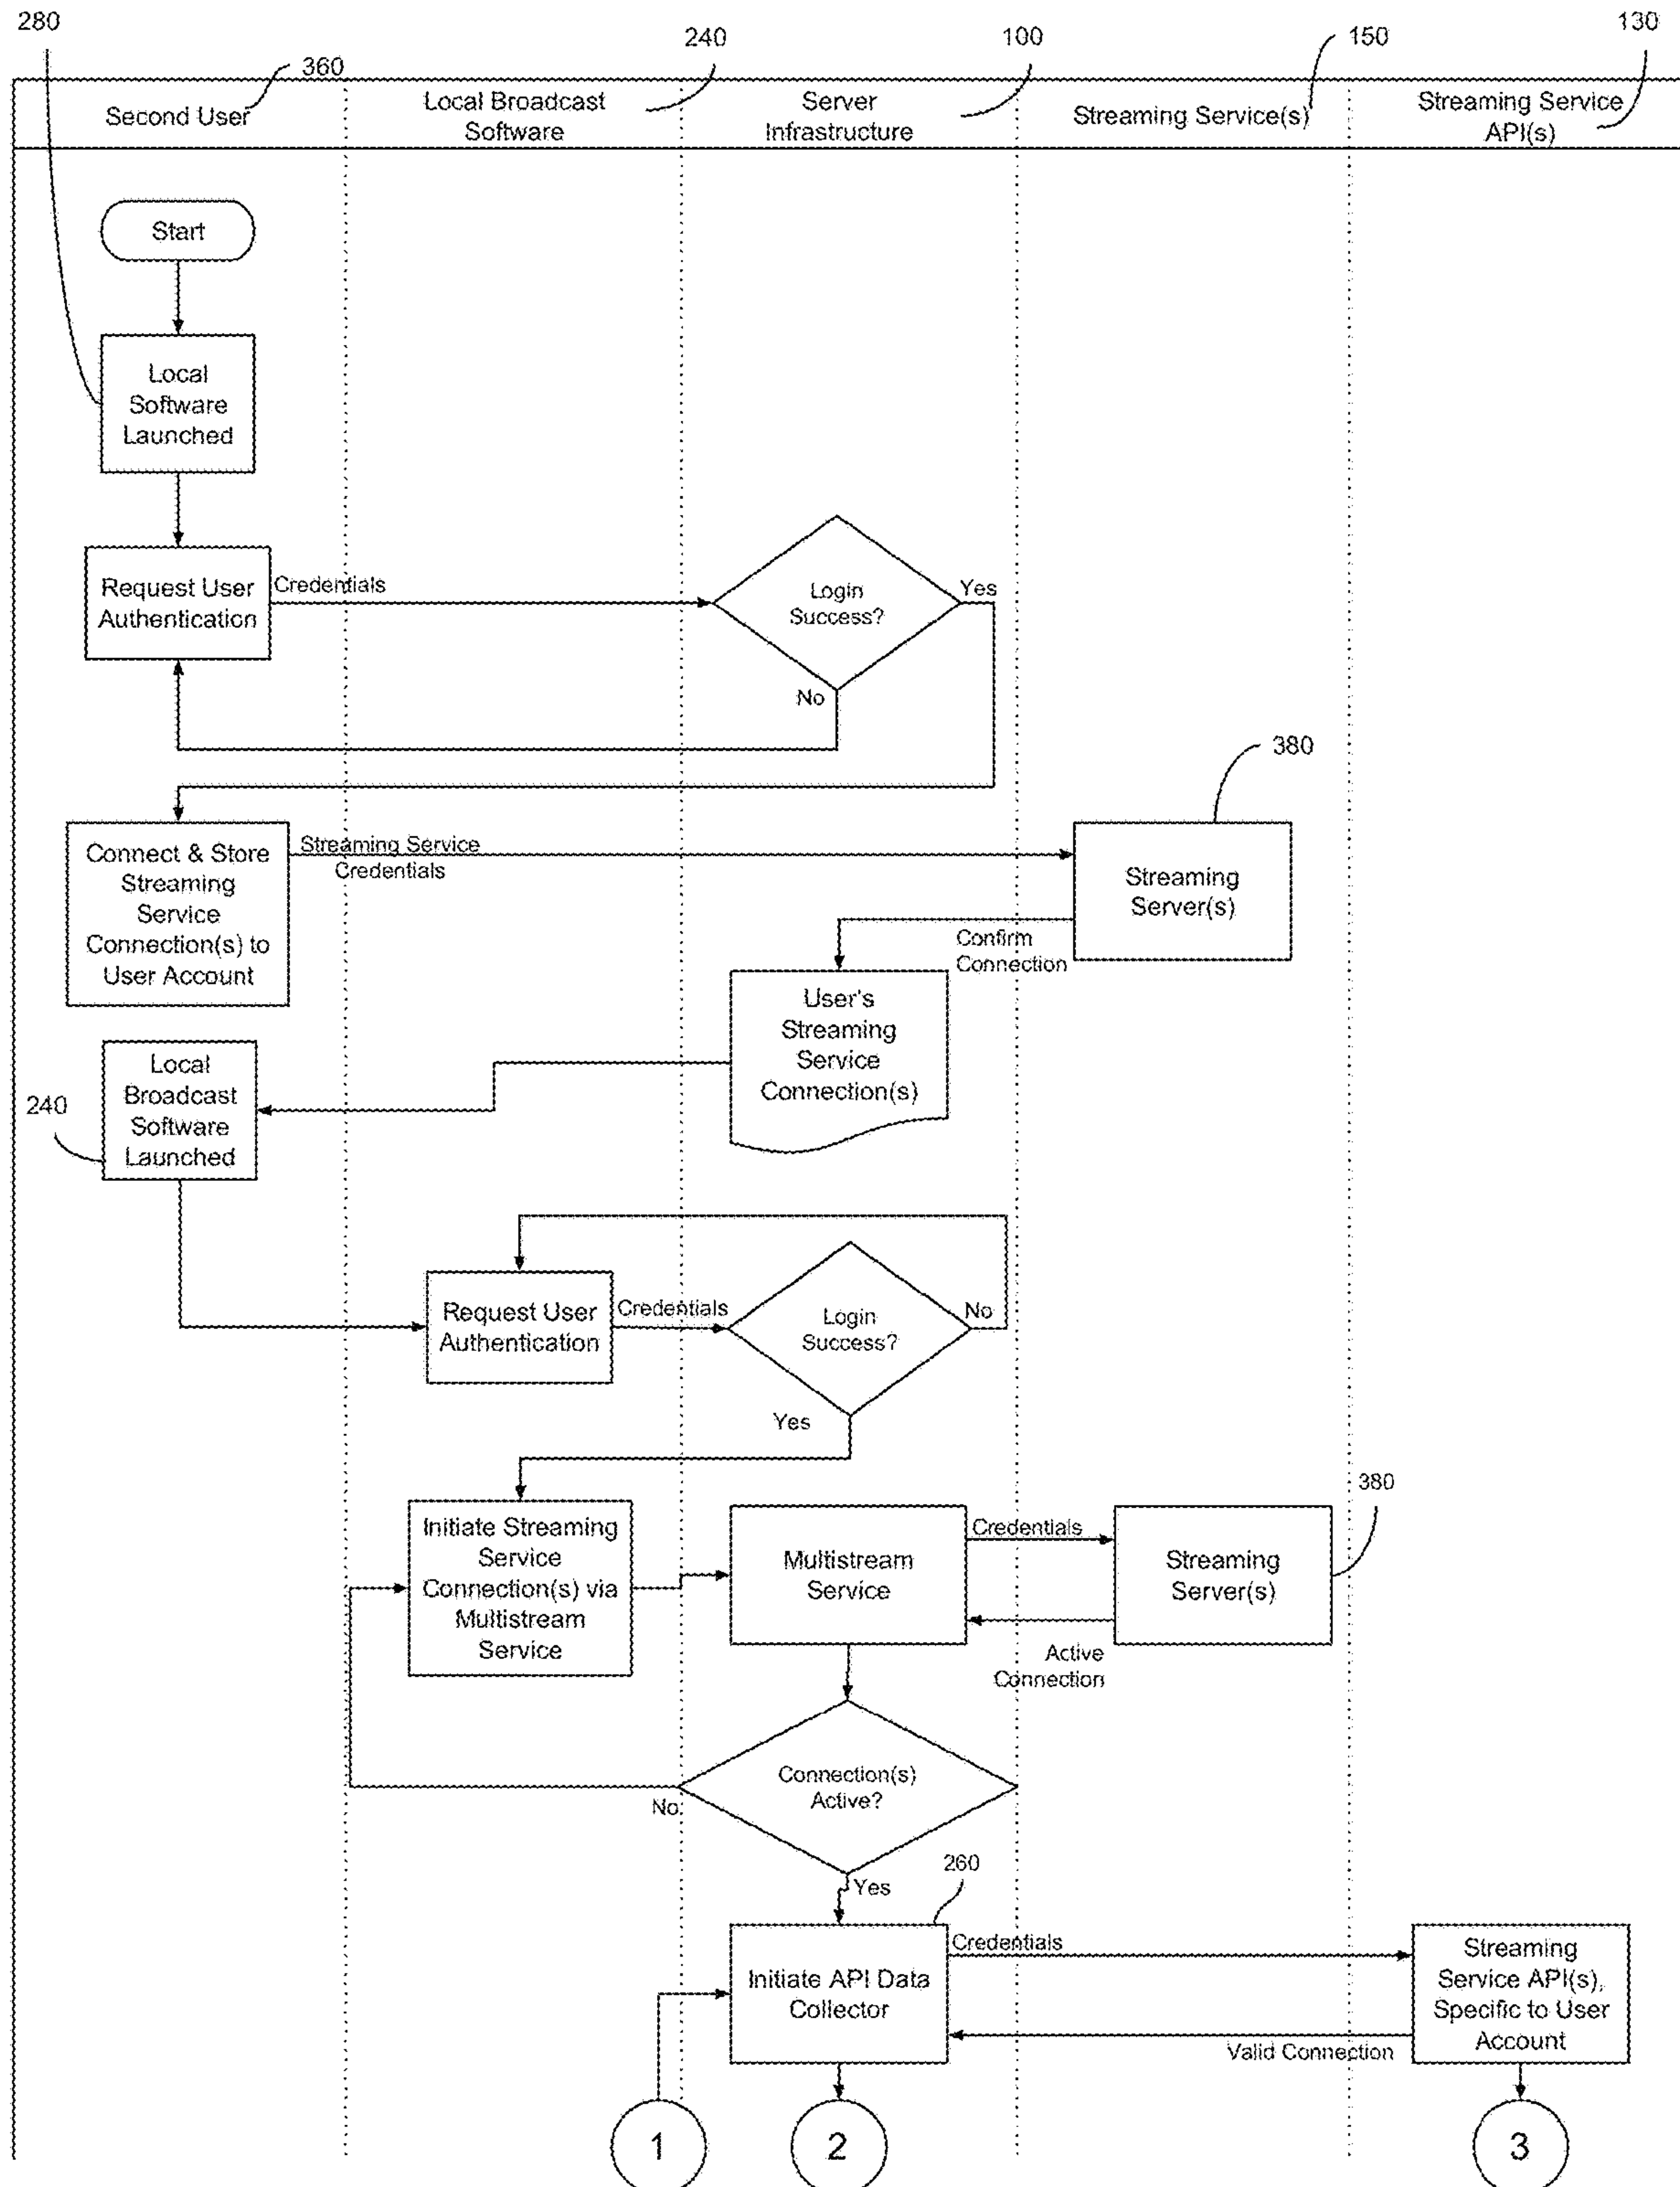 280
360
240
100
150
130
Second User
Local Broadcast
Software
Server
Infrastructure
Streaming Service(s)
Streaming Service
API(s)
Start
Local
Software
Launched
Request User
Authentication
Credentials
Login
Success?
Yes
No
380
Connect & Store
Streaming
Service
Connection(s) to
User Account
Streaming Service
Credentials
Streaming
Server(s)
Confirm
Connection
User's
Streaming
Service
Connection(s)
240
Local
Broadcast
Software
Launched
Request User
Authentication
Credentials
Login
Success?
No
Yes
380
Initiate Streaming
Service
Connection(s) via
Multistream
Service
Multistream
Service
Credentials
Streaming
Server(s)
Active
Connection
Connection(s)
Active?
No
Yes
260
Initiate API Data
Collector
Credentials
Streaming
Service API(s),
Specific to User
Account
Valid Connection
1
2
3